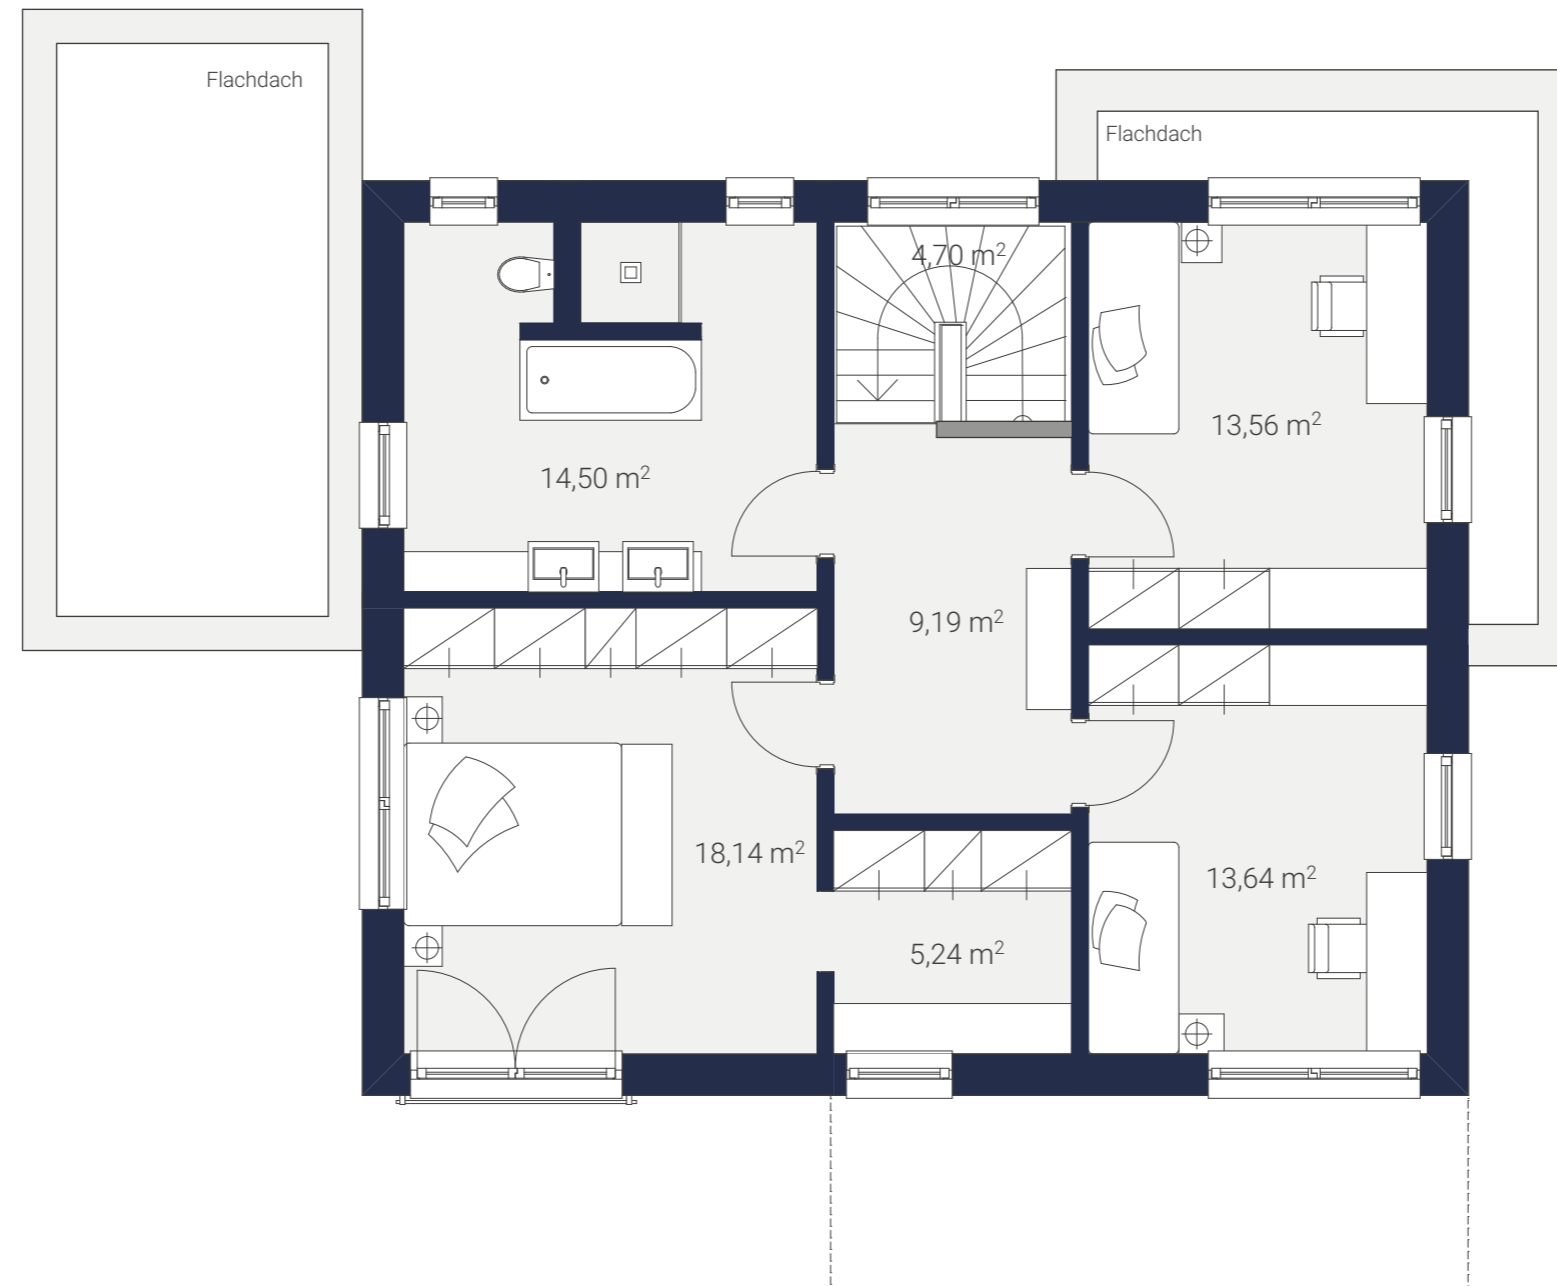 Flachdach
Flachdach
4,70 m²
13,56 m²
14,50 m²
9,19 m²
18,14 m²
13,64 m²
5,24 m²